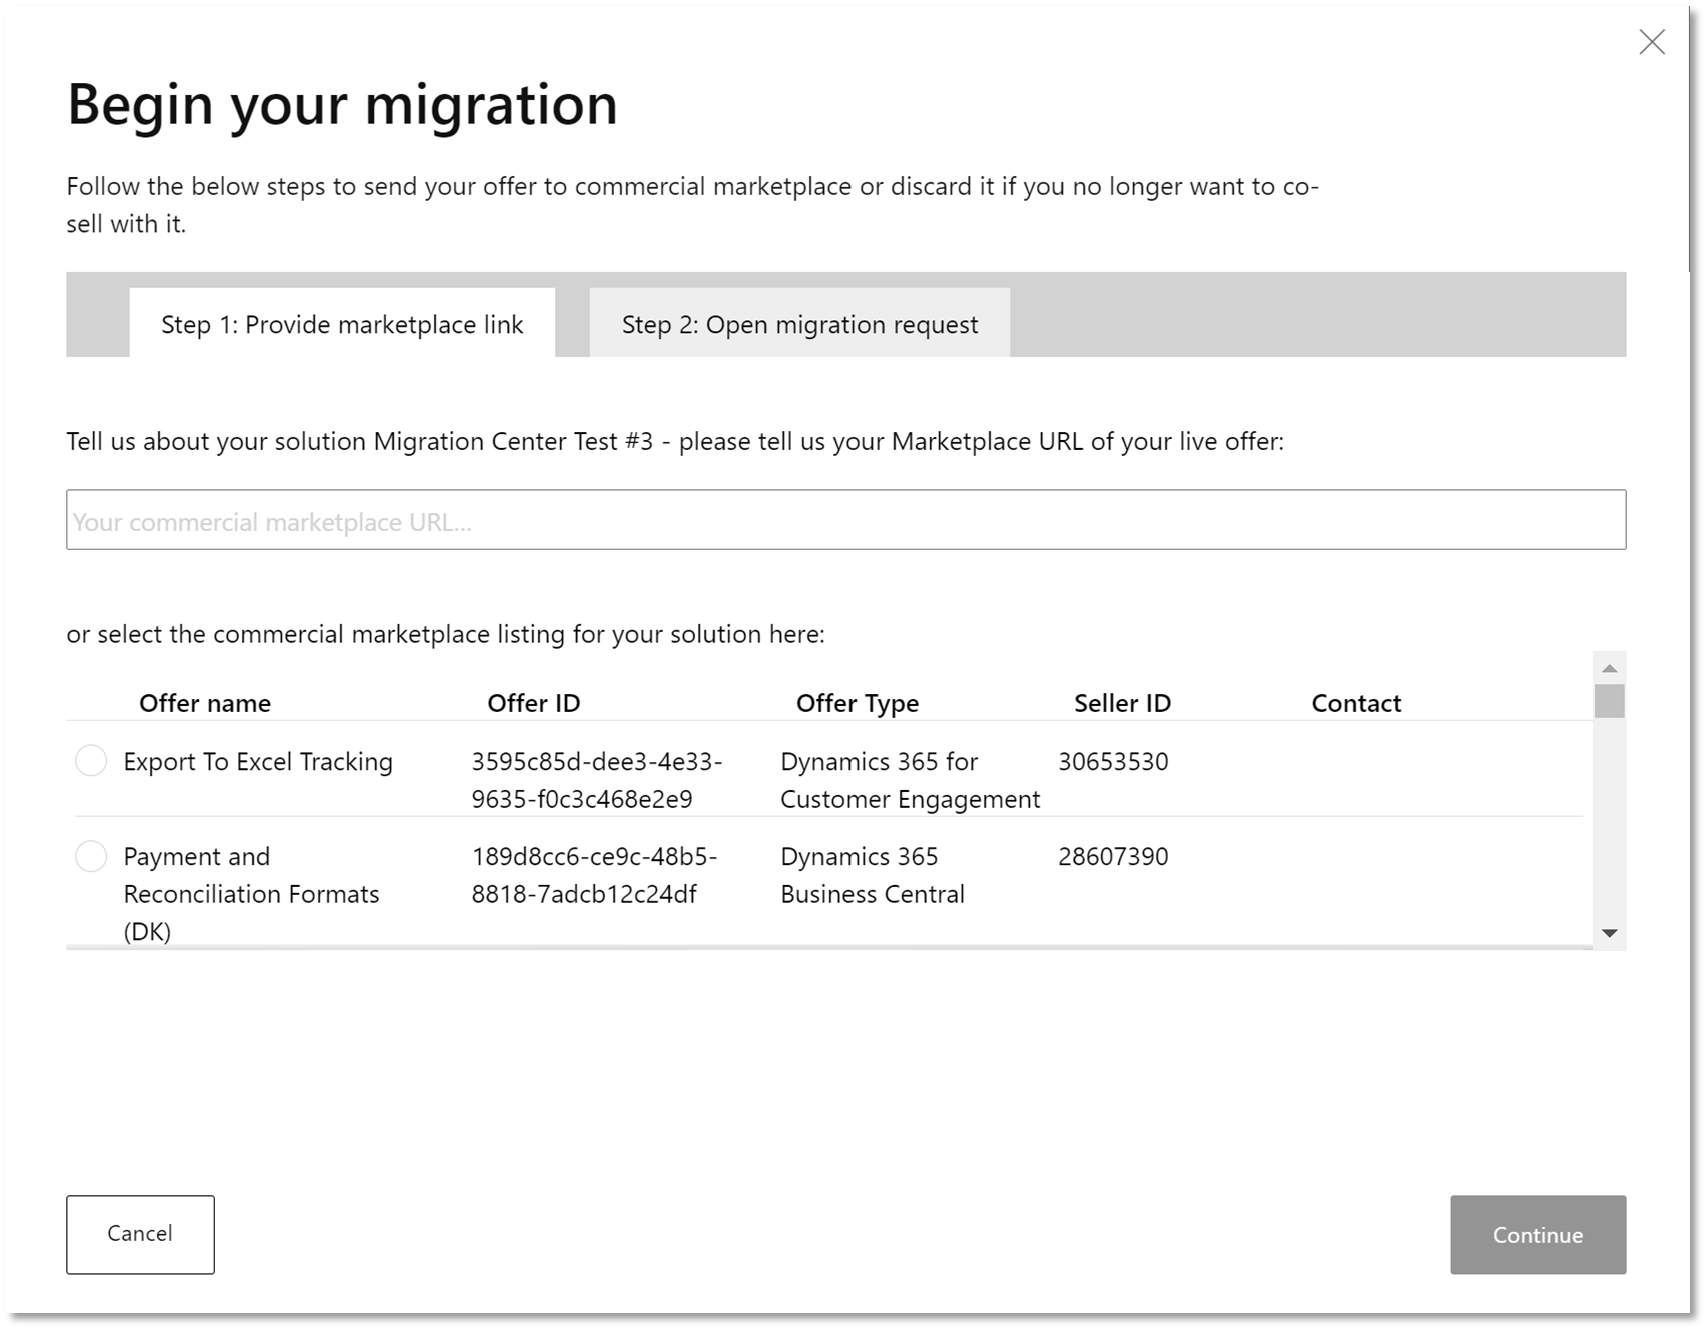 Begin your migration
Follow the below steps to send your offer to commercial marketplace or discard it if you no longer want to co-
sell with it.
Step 1: Provide marketplace link
Step 2: Open migration request
Tell us about your solution Migration Center Test #3 - please tell us your Marketplace URL of your live offer:
Your commercial marketplace URL...
or select the commercial marketplace listing for your solution here:
Offer name Offer ID Offer Type Seller ID Contact
Export To Excel Tracking 3595c85d-dee3-4e33- Dynamics 365 for 30653530
9635-f0c3c468e2e9 Customer Engagement
Payment and 189d8cc6-ce9c-48b5- Dynamics 365 28607390
Reconciliation Formats 8818-7adcb12c24df Business Central
(DK)
Cancel
Continue